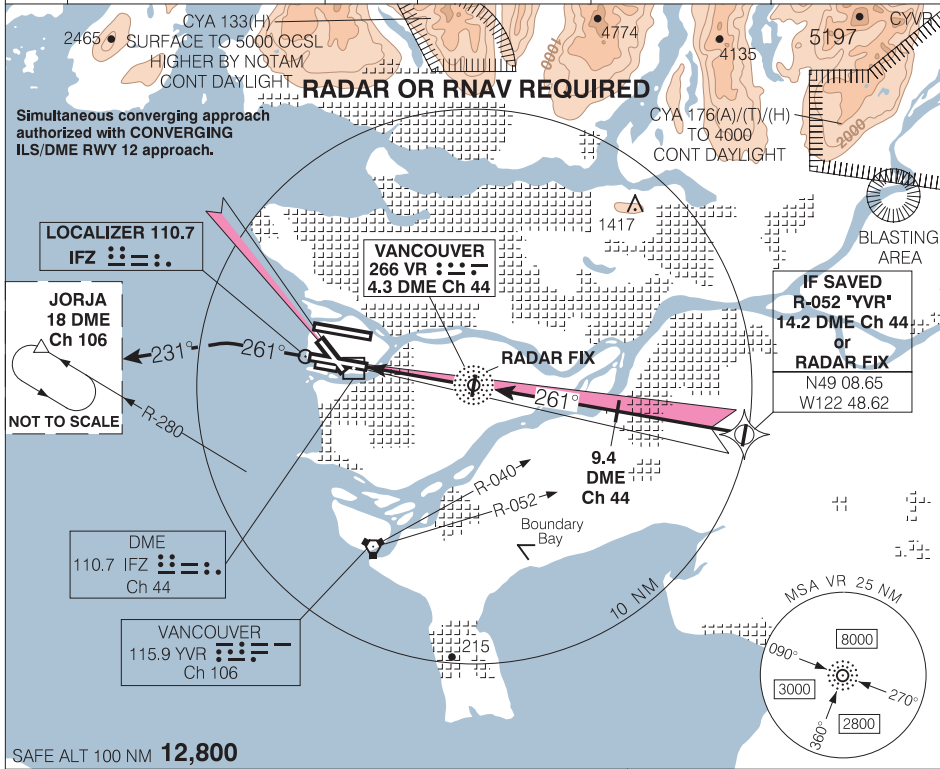 CYA 133(H)
SURFACE TO 5000 OCSL
HIGHER BY NOTAM
CONT DAYLIGHT
2465
4774
1000
4135
5197
CYVR
RADAR OR RNAV REQUIRED
Simultaneous converging approach
authorized with CONVERGING
ILS/DME RWY 12 approach.
CYA 176(A)/(T)/(H)
TO 4000
CONT DAYLIGHT
2000
1417
BLASTING
AREA
LOCALIZER 110.7
IFZ
VANCOUVER
266 VR
4.3 DME Ch 44
IF SAVED
R-052 "YVR"
14.2 DME Ch 44
or
RADAR FIX
N49 08.65
W122 48.62
JORJA
18 DME
Ch 106
NOT TO SCALE
231°
261°
RADAR FIX
261°
R-280
9.4
DME
Ch 44
R-040
R-052
Boundary
Bay
DME
110.7 IFZ
Ch 44
VANCOUVER
115.9 YVR
Ch 106
10 NM
215
MSA VR 25 NM
8000
090°
3000
270°
2800
360°
SAFE ALT 100 NM 12,800